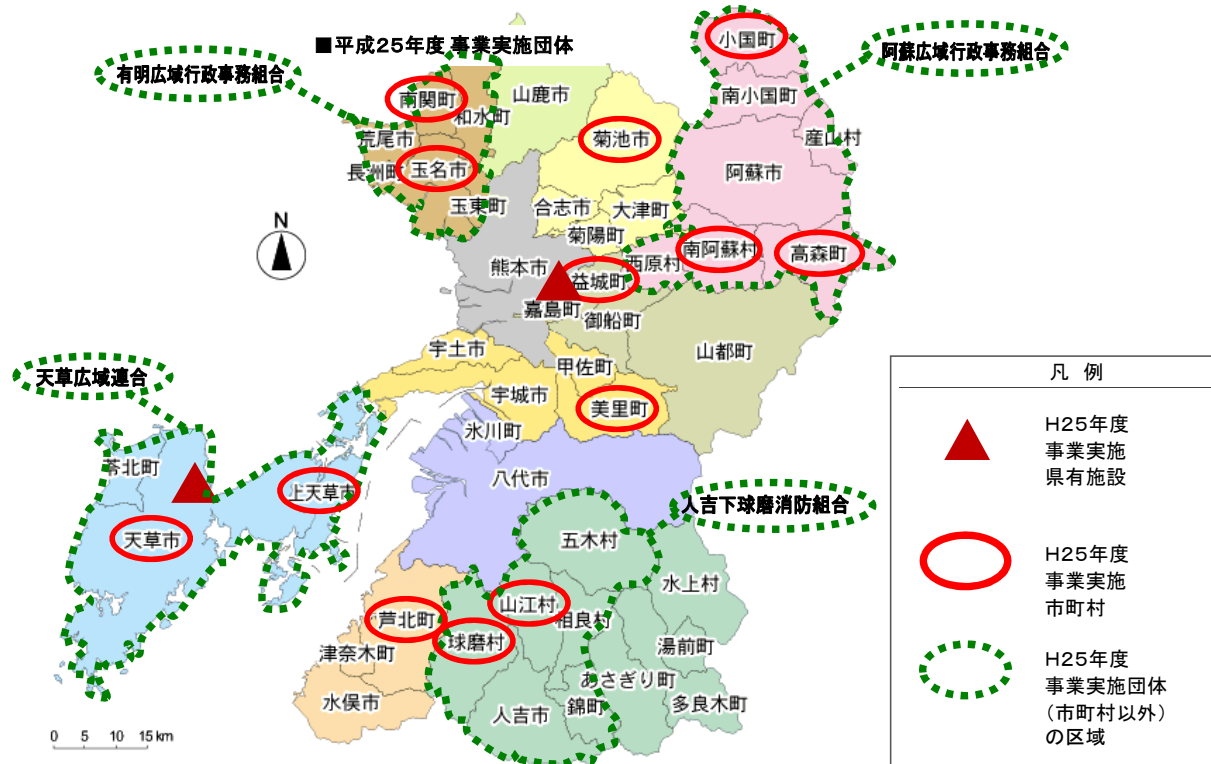 ■平成25年度 事業実施団体
有明広域行政事務組合
阿蘇広域行政事務組合
小国町
南小国町
産山村
阿蘇市
南阿蘇村
高森町
西原村
南関町
和水町
荒尾市
長洲町
玉名市
玉東町
山鹿市
菊池市
合志市
大津町
菊陽町
N
熊本市
益城町
嘉島町
御船町
山都町
甲佐町
美里町
宇土市
宇城市
氷川町
八代市
天草広域連合
苓北町
上天草市
天草市
人吉下球磨消防組合
五木村
水上村
山江村
相良村
球磨村
湯前町
あさぎり町
多良木町
人吉市
錦町
芦北町
津奈木町
水俣市
0 5 10 15 km
凡 例
H25年度
事業実施
県有施設
H25年度
事業実施
市町村
H25年度
事業実施団体
（市町村以外）
の区域